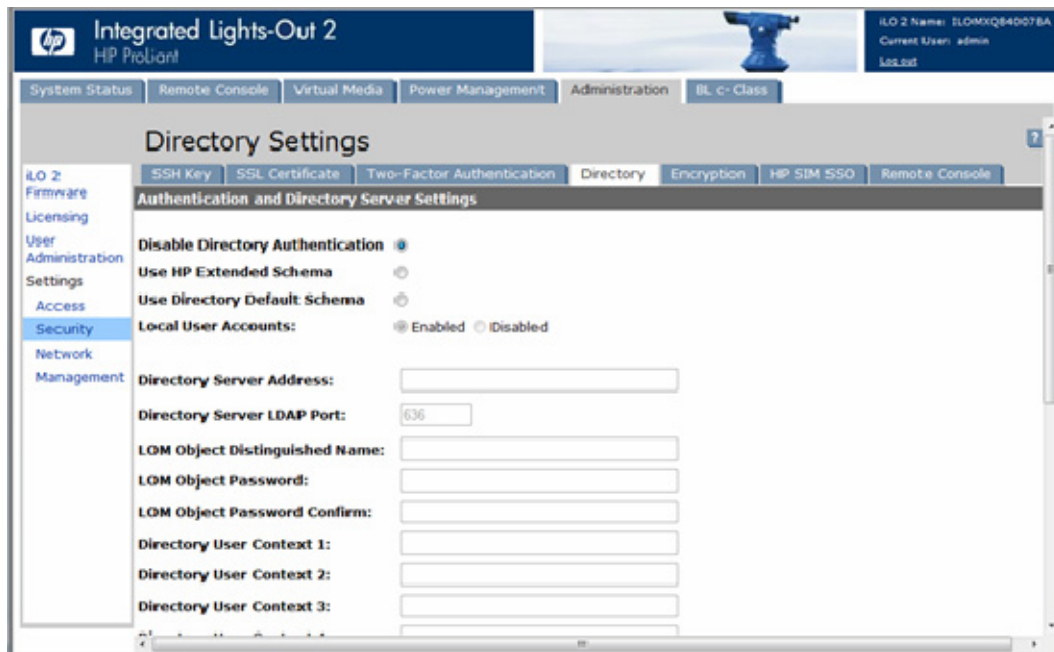 hp
Integrated Lights-Out 2
HP ProLiant
iLO 2 Name: ILOMXQ84007BA
Current User: admin
Log out
System Status Remote Console Virtual Media Power Management Administration BL c-Class
Directory Settings
?
SSH Key SSL Certificate Two-Factor Authentication Directory Encryption HP SIM SSO Remote Console
iLO 2
Firmware
Licensing
User
Administration
Settings
Access
Security
Network
Management
Authentication and Directory Server Settings
Disable Directory Authentication
Use HP Extended Schema
Use Directory Default Schema
Local User Accounts: Enabled Disabled
Directory Server Address:
Directory Server LDAP Port: 636
LOM Object Distinguished Name:
LOM Object Password:
LOM Object Password Confirm:
Directory User Context 1:
Directory User Context 2:
Directory User Context 3: